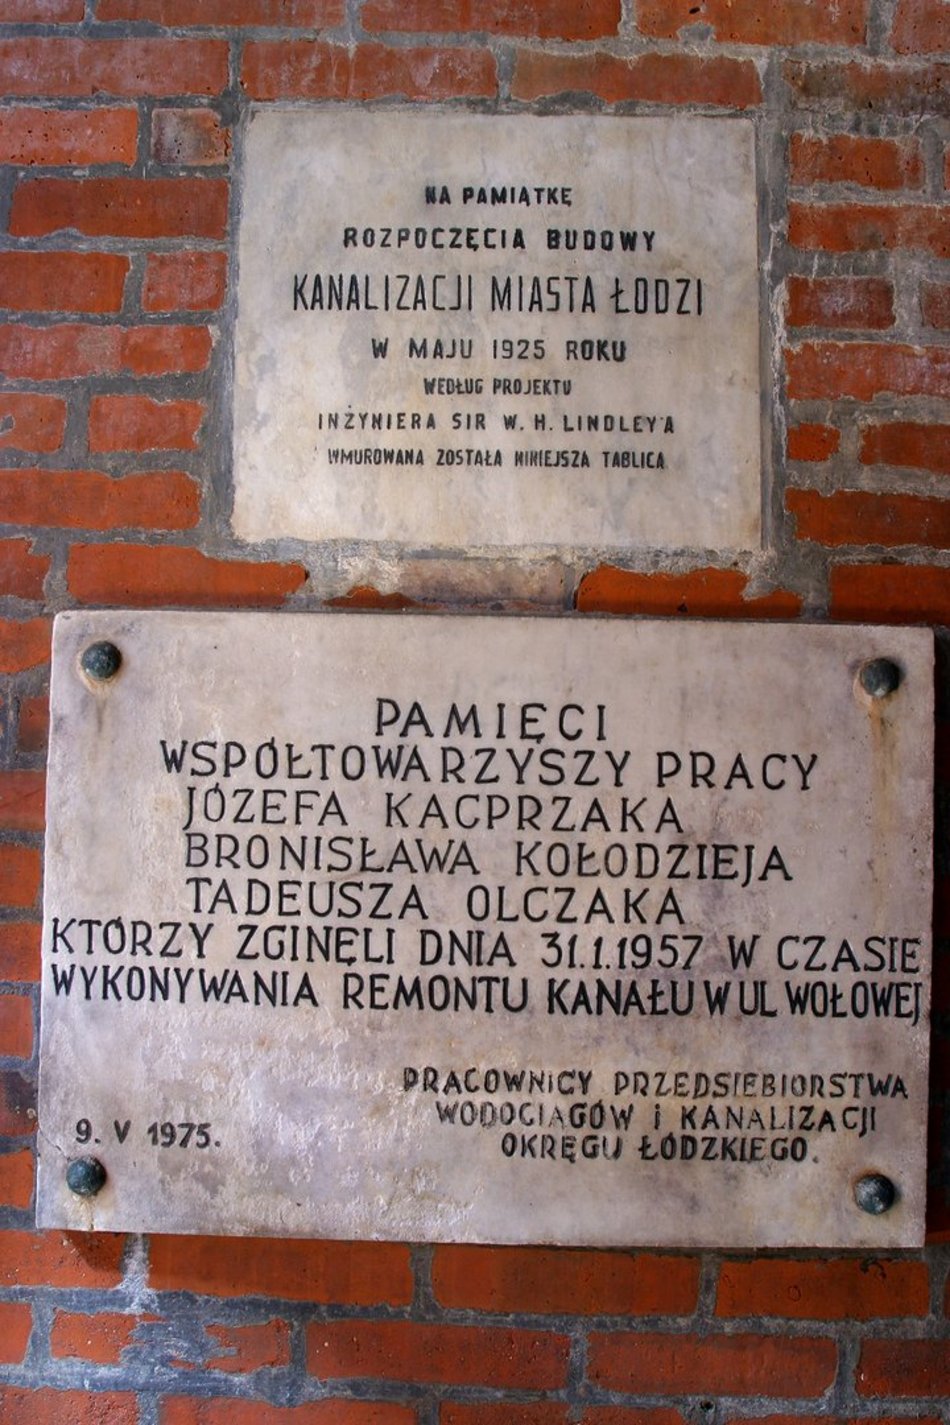 NA PAMIĄTKĘ
ROZPOCZĘCIA BUDOWY
KANALIZACJI MIASTA ŁODZI
W MAJU 1925 ROKU
WEDŁUG PROJEKTU
INŻYNIERA SIR W. H. LINDLEY'A
WMUROWANA ZOSTAŁA NINIEJSZA TABLICA
PAMIĘCI
WSPÓŁTOWARZYSZY PRACY
JÓZEFA KACPRZAKA
BRONISŁAWA KOŁODZIEJA
TADEUSZA OLCZAKA
KTÓRZY ZGINĘLI DNIA 31.1.1957 W CZASIE
WYKONYWANIA REMONTU KANAŁU W UL WOŁOWEJ
PRACOWNICY PRZEDSIEBIORSTWA
WODOCIĄGÓW i KANALIZACJI
OKRĘGU ŁÓDZKIEGO.
9. V 1975.